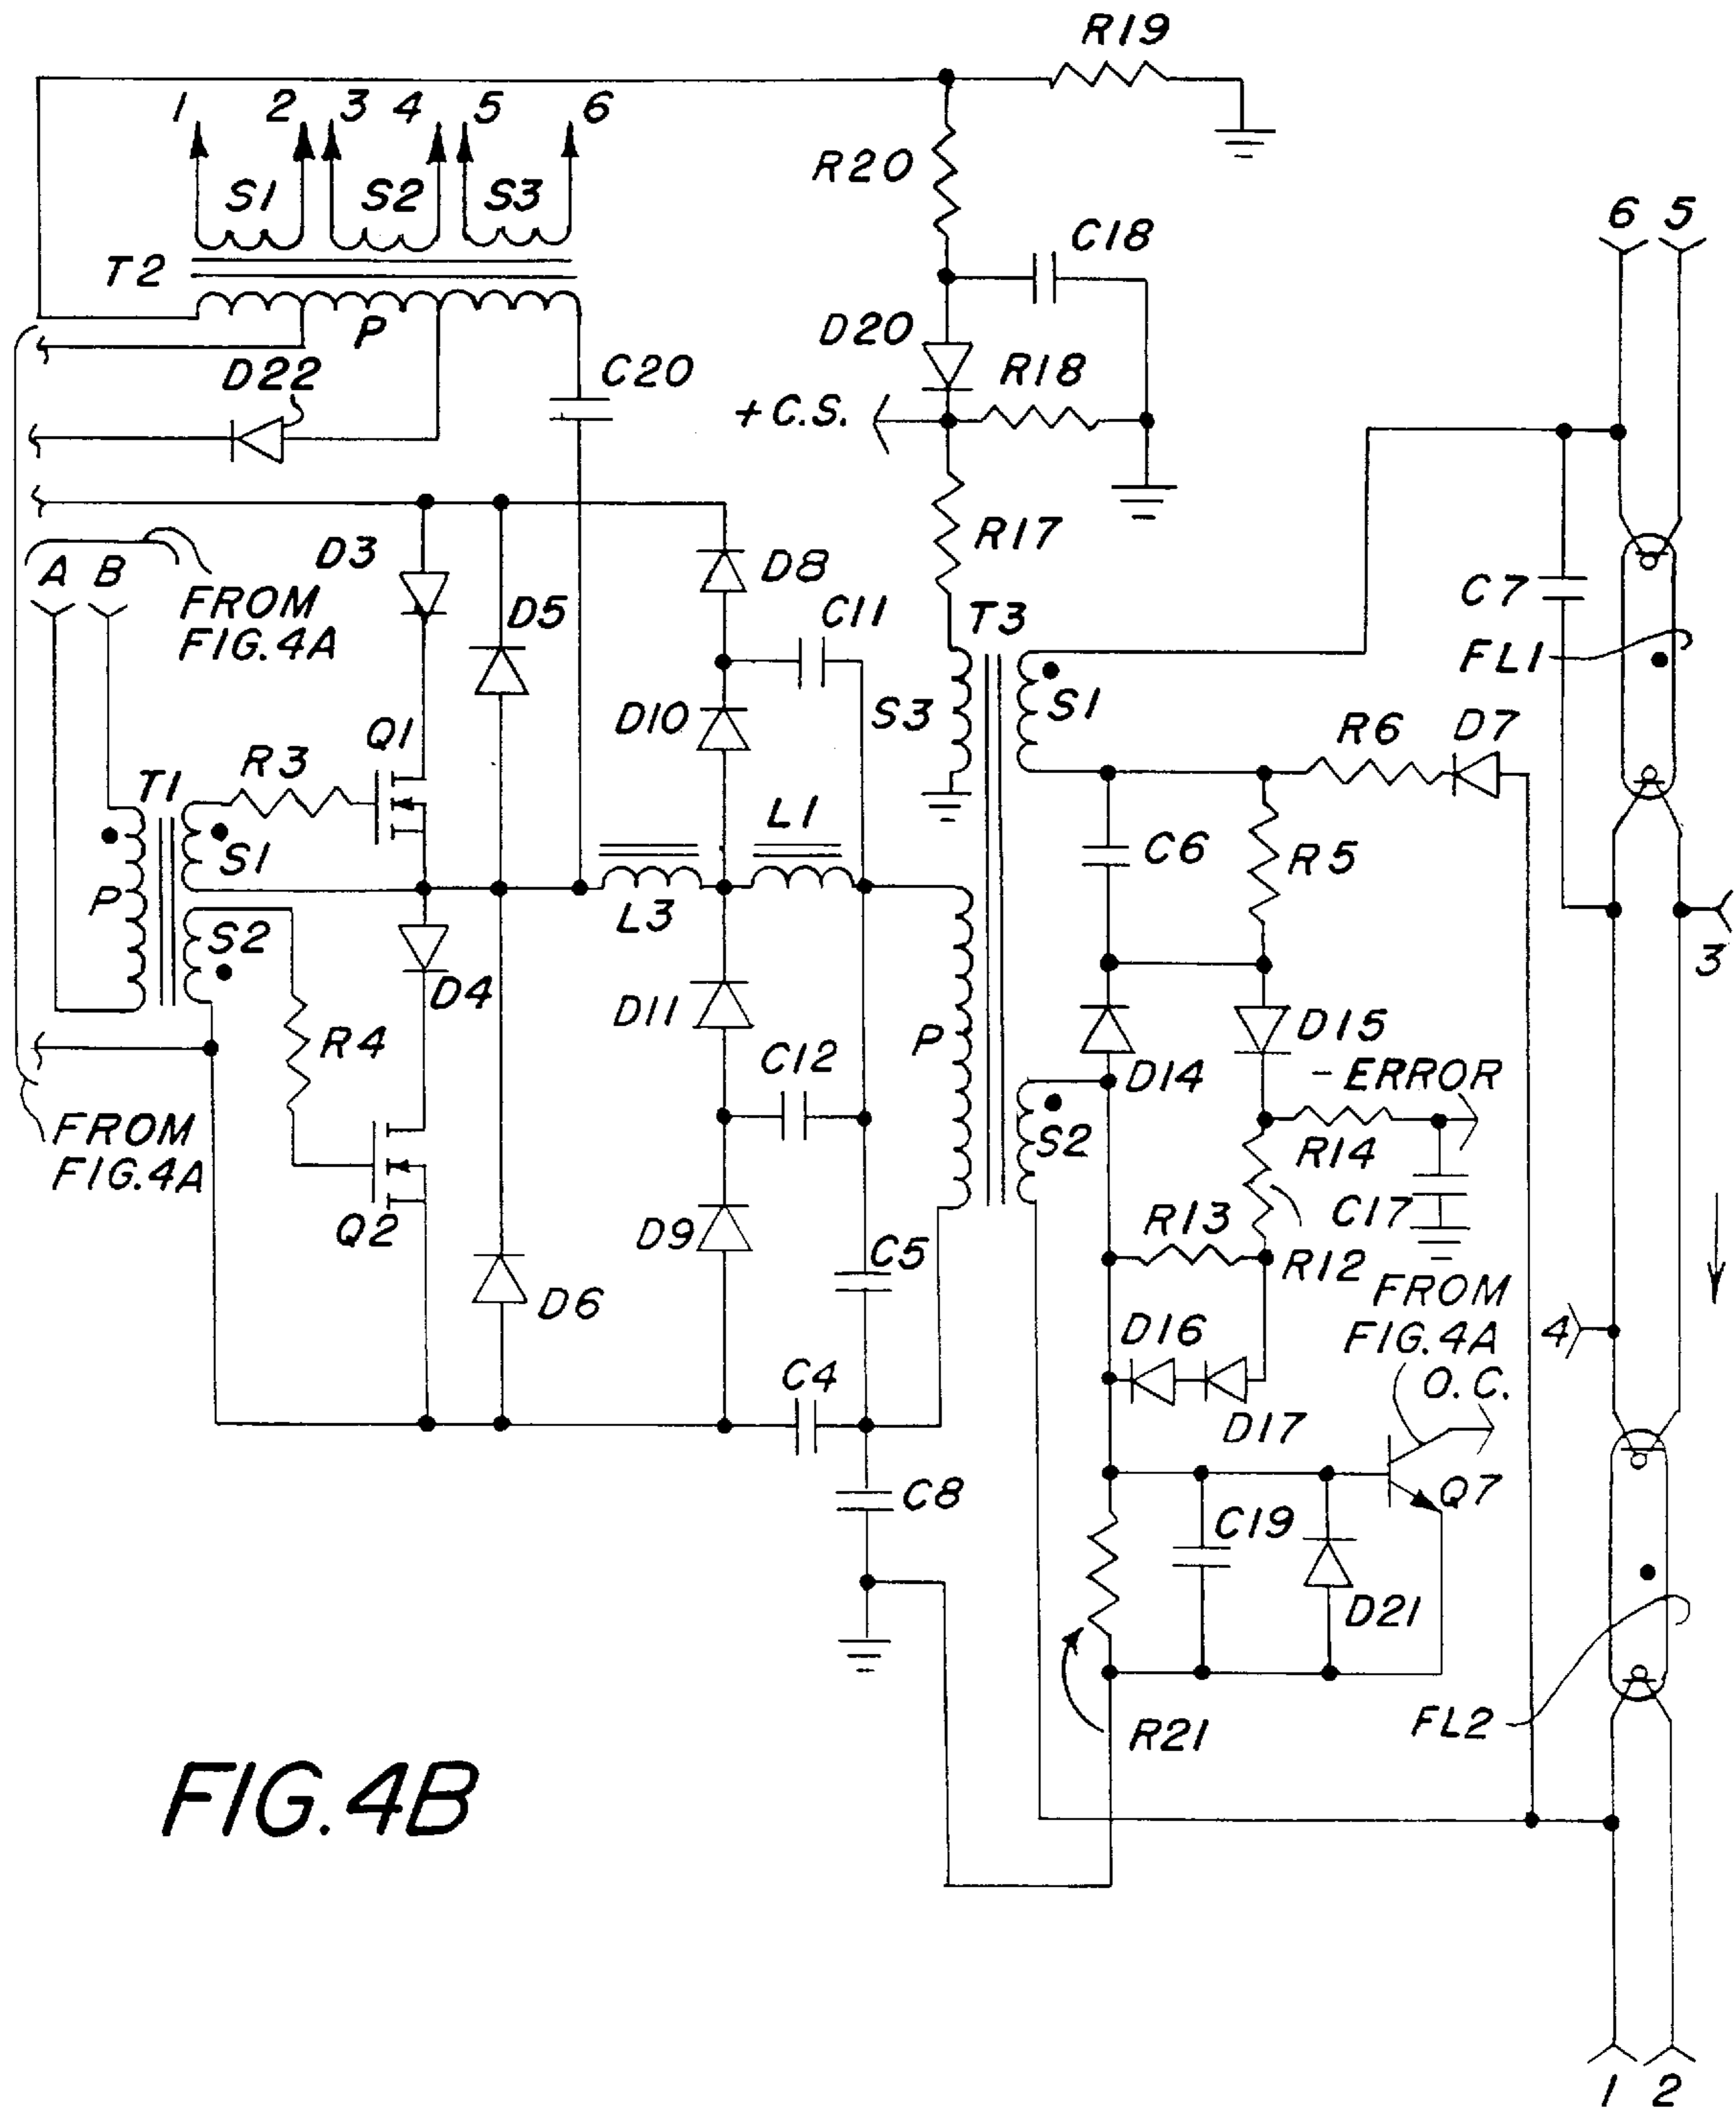 R19
1 2 3 4 5 6
S1 S2 S3
R20
C18
6 5
T2
P
D20
R18
D22
C20
+C.S.
A B
D3
FROM
FIG.4A
D5
D8
C11
R17
T3
C7
FL1
Q1
D10
S3
S1
R6
D7
T1
R3
L1
C6
R5
S1
P
S2
L3
3
D4
R4
D11
C12
P
D14
D15
-ERROR
S2
R14
FROM
FIG.4A
Q2
D9
C5
R13
C17
R12
D6
FROM
FIG.4A
O.C.
D16
4
C4
D17
C8
C19
Q7
D21
R21
FL2
FIG.4B
1 2